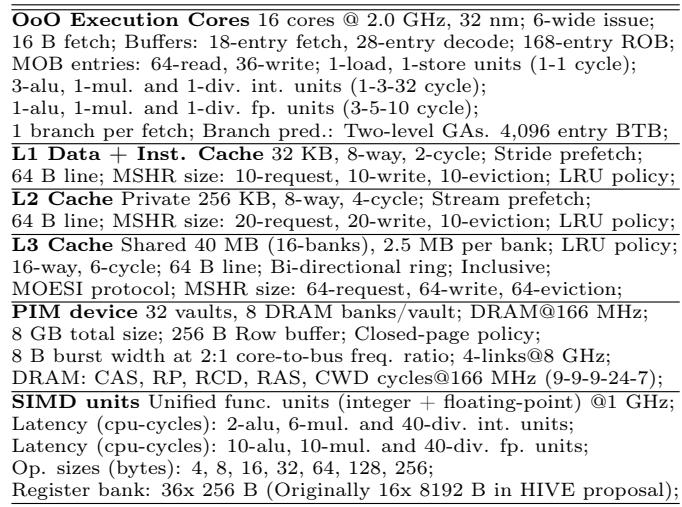 OoO Execution Cores 16 cores @ 2.0 GHz, 32 nm; 6-wide issue;
16 B fetch; Buffers: 18-entry fetch, 28-entry decode; 168-entry ROB;
MOB entries: 64-read, 36-write; 1-load, 1-store units (1-1 cycle);
3-alu, 1-mul. and 1-div. int. units (1-3-32 cycle);
1-alu, 1-mul. and 1-div. fp. units (3-5-10 cycle);
1 branch per fetch; Branch pred.: Two-level GAs. 4,096 entry BTB;
L1 Data + Inst. Cache 32 KB, 8-way, 2-cycle; Stride prefetch;
64 B line; MSHR size: 10-request, 10-write, 10-eviction; LRU policy;
L2 Cache Private 256 KB, 8-way, 4-cycle; Stream prefetch;
64 B line; MSHR size: 20-request, 20-write, 10-eviction; LRU policy;
L3 Cache Shared 40 MB (16-banks), 2.5 MB per bank; LRU policy;
16-way, 6-cycle; 64 B line; Bi-directional ring; Inclusive;
MOESI protocol; MSHR size: 64-request, 64-write, 64-eviction;
PIM device 32 vaults, 8 DRAM banks/vault; DRAM@166 MHz;
8 GB total size; 256 B Row buffer; Closed-page policy;
8 B burst width at 2:1 core-to-bus freq. ratio; 4-links@8 GHz;
DRAM: CAS, RP, RCD, RAS, CWD cycles@166 MHz (9-9-9-24-7);
SIMD units Unified func. units (integer + floating-point) @1 GHz;
Latency (cpu-cycles): 2-alu, 6-mul. and 40-div. int. units;
Latency (cpu-cycles): 10-alu, 10-mul. and 40-div. fp. units;
Op. sizes (bytes): 4, 8, 16, 32, 64, 128, 256;
Register bank: 36x 256 B (Originally 16x 8192 B in HIVE proposal);